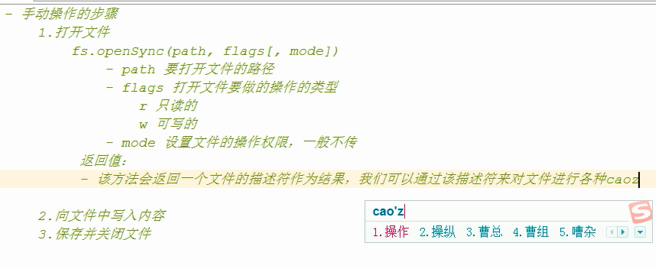 - 手动操作的步骤
1.打开文件
fs.openSync(path, flags[, mode])
- path 要打开文件的路径
- flags 打开文件要做的操作的类型
r 只读的
w 可写的
- mode 设置文件的操作权限，一般不传
返回值：
- 该方法会返回一个文件的描述符作为结果，我们可以通过该描述符来对文件进行各种caoz
2.向文件中写入内容
3.保存并关闭文件
cao'z
1.操作 2.操纵 3.曹总 4.曹组 5.嘈杂
S